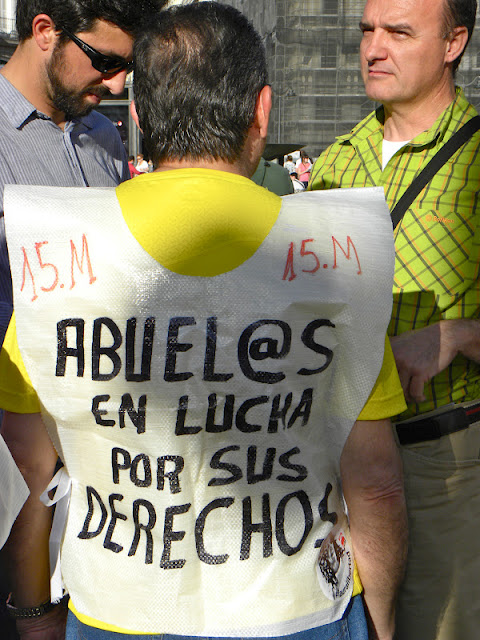 15.M 15.M
ABUEL@S
EN LUCHA
POR SUS
DERECHOS